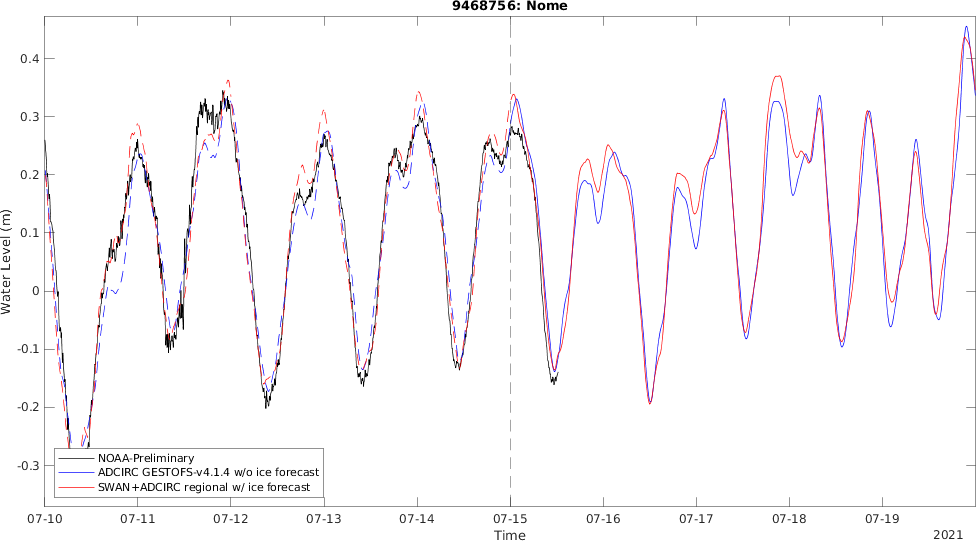 9468756: Nome
0.4
0.3
0.2
0.1
0
-0.1
-0.2
-0.3
Water Level (m)
NOAA-Preliminary
ADCIRC GESTOFS-v4.1.4 w/o ice forecast
SWAN+ADCIRC regional w/ ice forecast
07-10 07-11 07-12 07-13 07-14 07-15 07-16 07-17 07-18 07-19
Time
2021